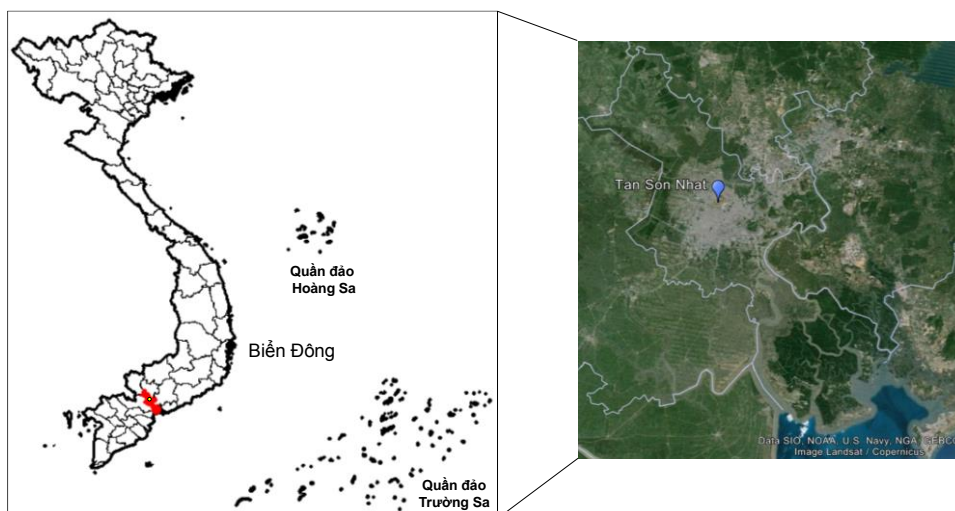 Quần đảo
Hoàng Sa
Biển Đông
Quần đảo
Trường Sa
Tan Son Nhat
Data SIO, NOAA, U.S. Navy, NGA, GEBCO
Image Landsat / Copernicus